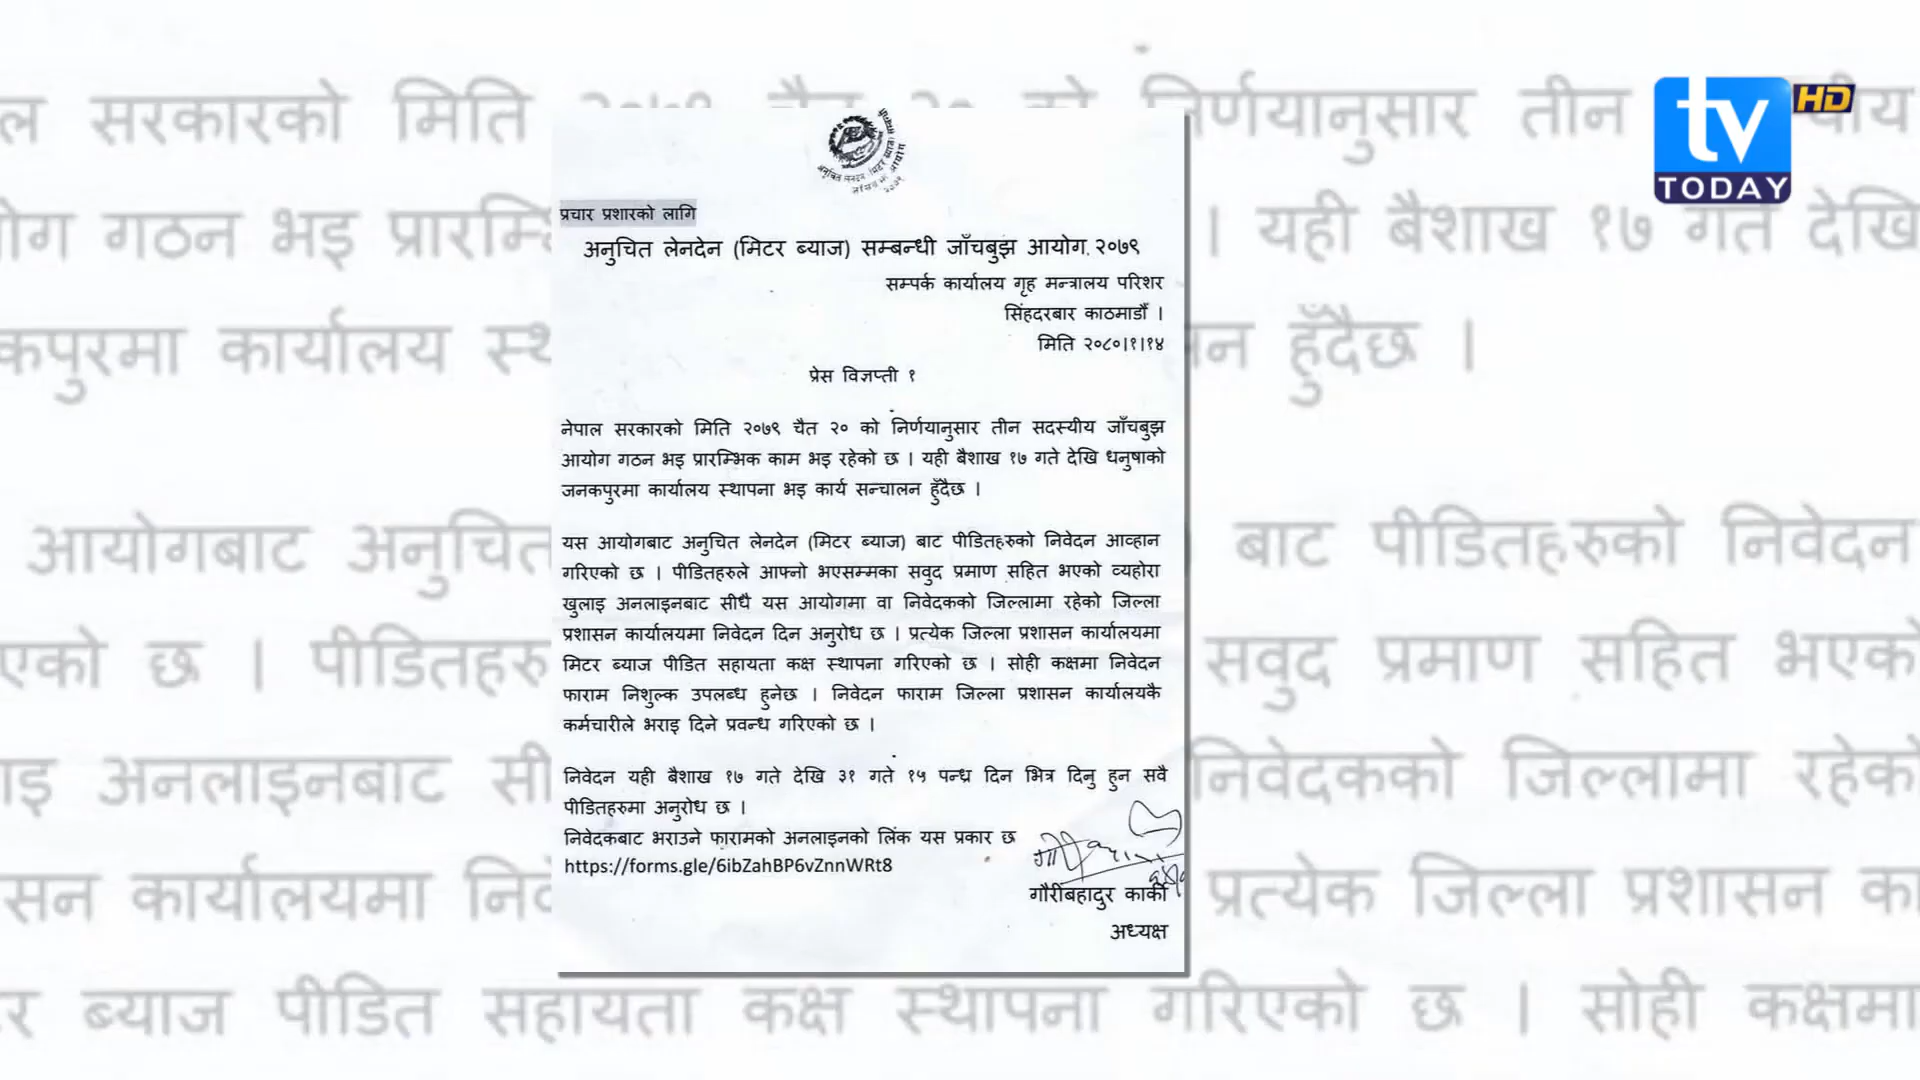 tv HD
TODAY
प्रचार प्रशारको लागि
अनुचित लेनदेन (मिटर ब्याज) सम्बन्धी जाँचबुझ आयोग, २०७९
सम्पर्क कार्यालय गृह मन्त्रालय परिशर
सिंहदरबार काठमाडौं ।
मिति २०८०।१।१४
प्रेस विज्ञप्ती १
नेपाल सरकारको मिति २०७९ चैत २० को निर्णयानुसार तीन सदस्यीय जाँचबुझ
आयोग गठन भइ प्रारम्भिक काम भइ रहेको छ । यही बैशाख १७ गते देखि धनुषाको
जनकपुरमा कार्यालय स्थापना भइ कार्य सन्चालन हुँदैछ ।
यस आयोगबाट अनुचित लेनदेन (मिटर ब्याज) बाट पीडितहरुको निवेदन आव्हान
गरिएको छ । पीडितहरुले आफ्नो भएसम्मका सवुद प्रमाण सहित भएको व्यहोरा
खुलाइ अनलाइनबाट सीधै यस आयोगमा वा निवेदकको जिल्लामा रहेको जिल्ला
प्रशासन कार्यालयमा निवेदन दिन अनुरोध छ । प्रत्येक जिल्ला प्रशासन कार्यालयमा
मिटर ब्याज पीडित सहायता कक्ष स्थापना गरिएको छ । सोही कक्षमा निवेदन
फाराम निशुल्क उपलब्ध हुनेछ । निवेदन फाराम जिल्ला प्रशासन कार्यालयकै
कर्मचारीले भराइ दिने प्रवन्ध गरिएको छ ।
निवेदन यही बैशाख १७ गते देखि ३१ गते १५ पन्ध्र दिन भित्र दिनु हुन सवै
पीडितहरुमा अनुरोध छ ।
निवेदकबाट भराउने फारामको अनलाइनको लिंक यस प्रकार छ
https://forms.gle/6ibZahBP6vZnnWRt8
गौरीबहादुर कार्की
अध्यक्ष